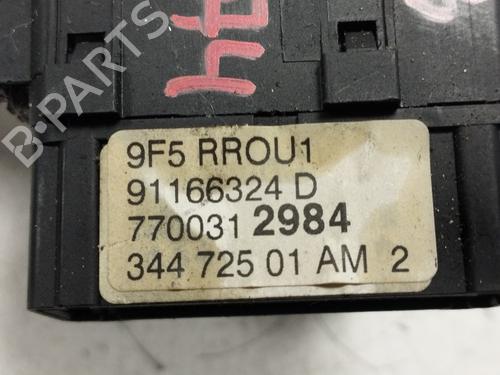 B-PARTS
9F5 RROU1
91166324 D
770031 2984
344 725 01 AM 2